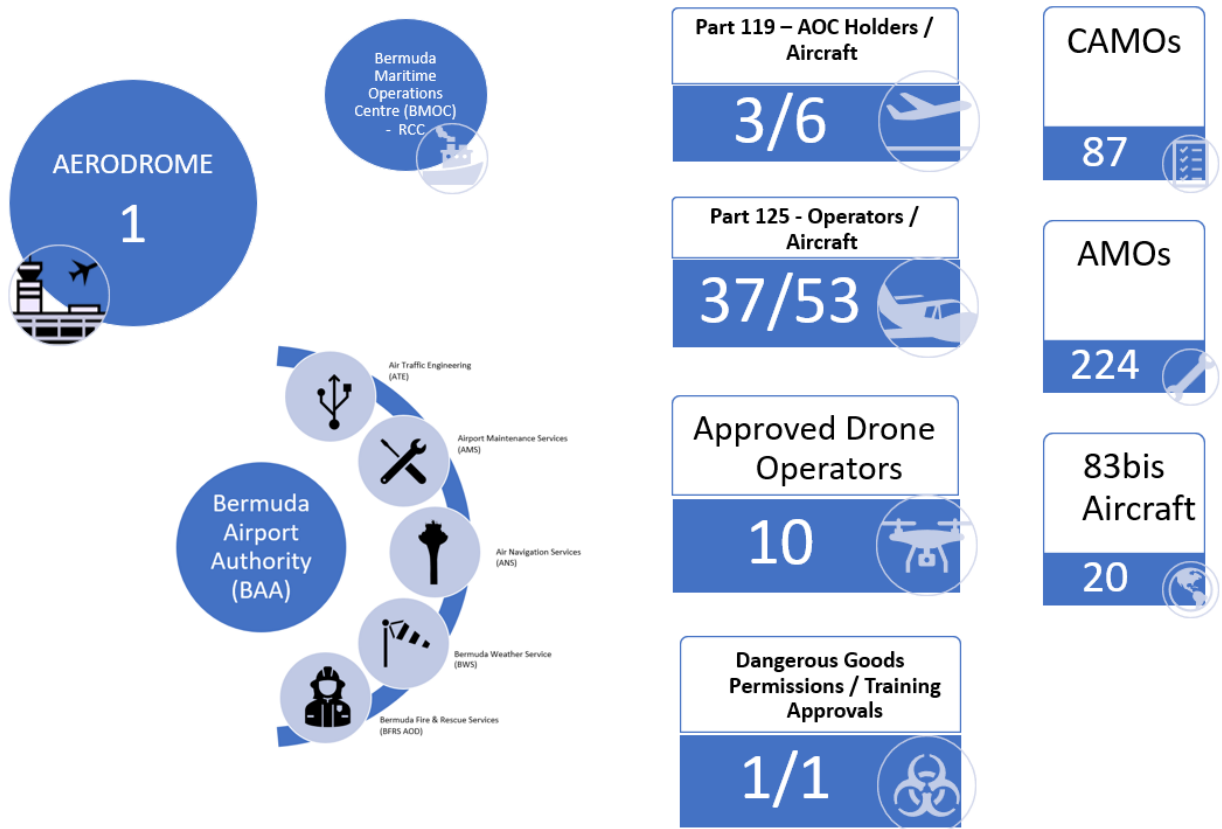 AERODROME
1
Bermuda
Maritime
Operations
Centre (BMOC)
- RCC
Air Traffic Engineering
(ATE)
Airport Maintenance Services
(AMS)
Air Navigation Services
(ANS)
Bermuda Weather Service
(BWS)
Bermuda Fire & Rescue Services
(BFRS AOD)
Bermuda
Airport
Authority
(BAA)
Part 119 – AOC Holders /
Aircraft
3/6
Part 125 - Operators /
Aircraft
37/53
Approved Drone
Operators
10
Dangerous Goods
Permissions / Training
Approvals
1/1
CAMOs
87
AMOs
224
83bis
Aircraft
20